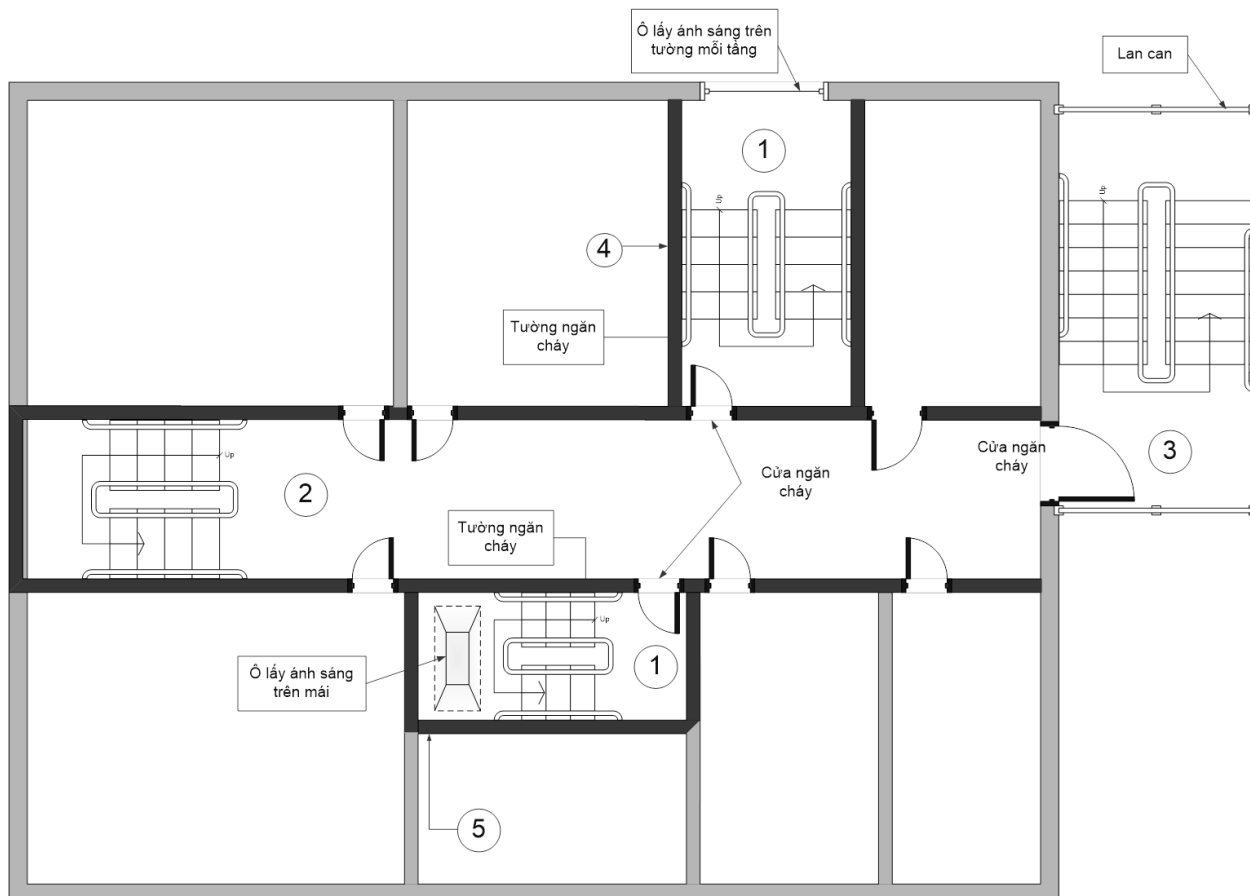 Ô lấy ánh sáng trên
tường mỗi tầng
Lan can
1
Up
Up
4
Tường ngăn
cháy
Up
2
Cửa ngăn
cháy
Cửa ngăn
cháy
3
Tường ngăn
cháy
Up
1
Ô lấy ánh sáng
trên mái
5